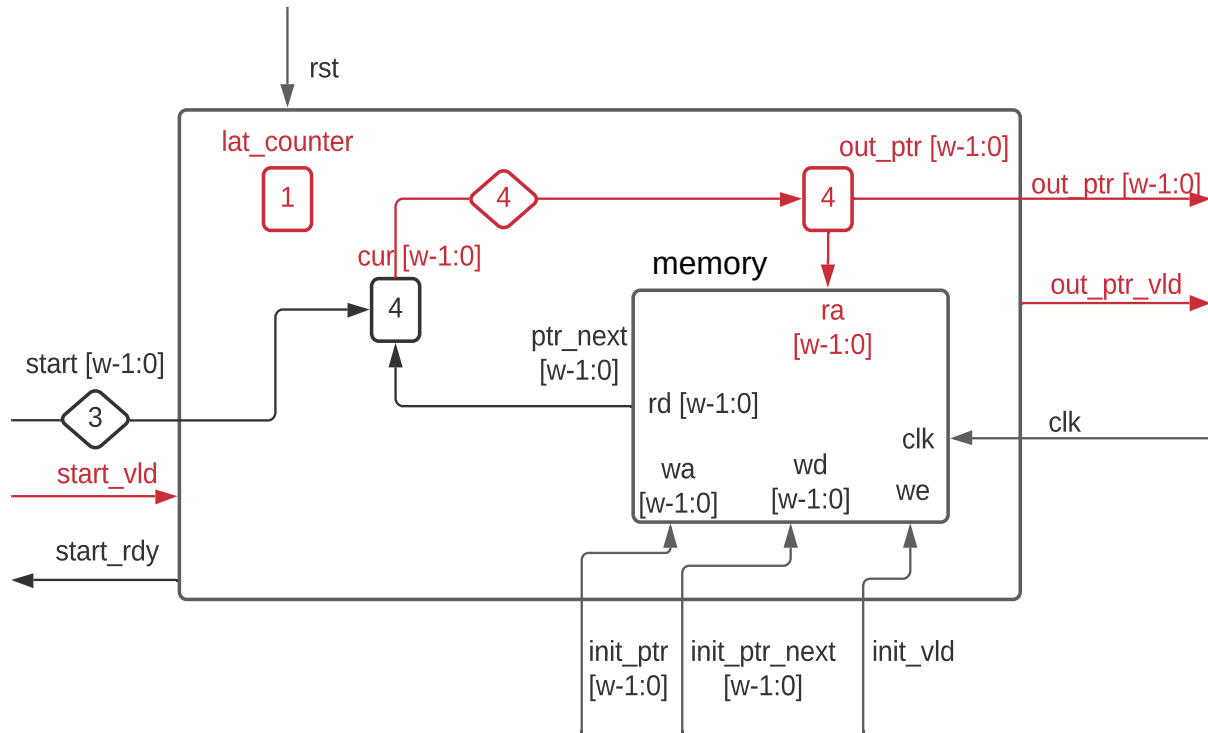 rst
lat_counter
1
out_ptr [w-1:0]
4
4
out_ptr [w-1:0]
cur [w-1:0]
4
memory
out_ptr_vld
ra
[w-1:0]
ptr_next
[w-1:0]
start [w-1:0]
3
rd [w-1:0]
clk
clk
start_vld
wa
[w-1:0]
wd
[w-1:0]
we
start_rdy
init_ptr
[w-1:0]
init_ptr_next
[w-1:0]
init_vld